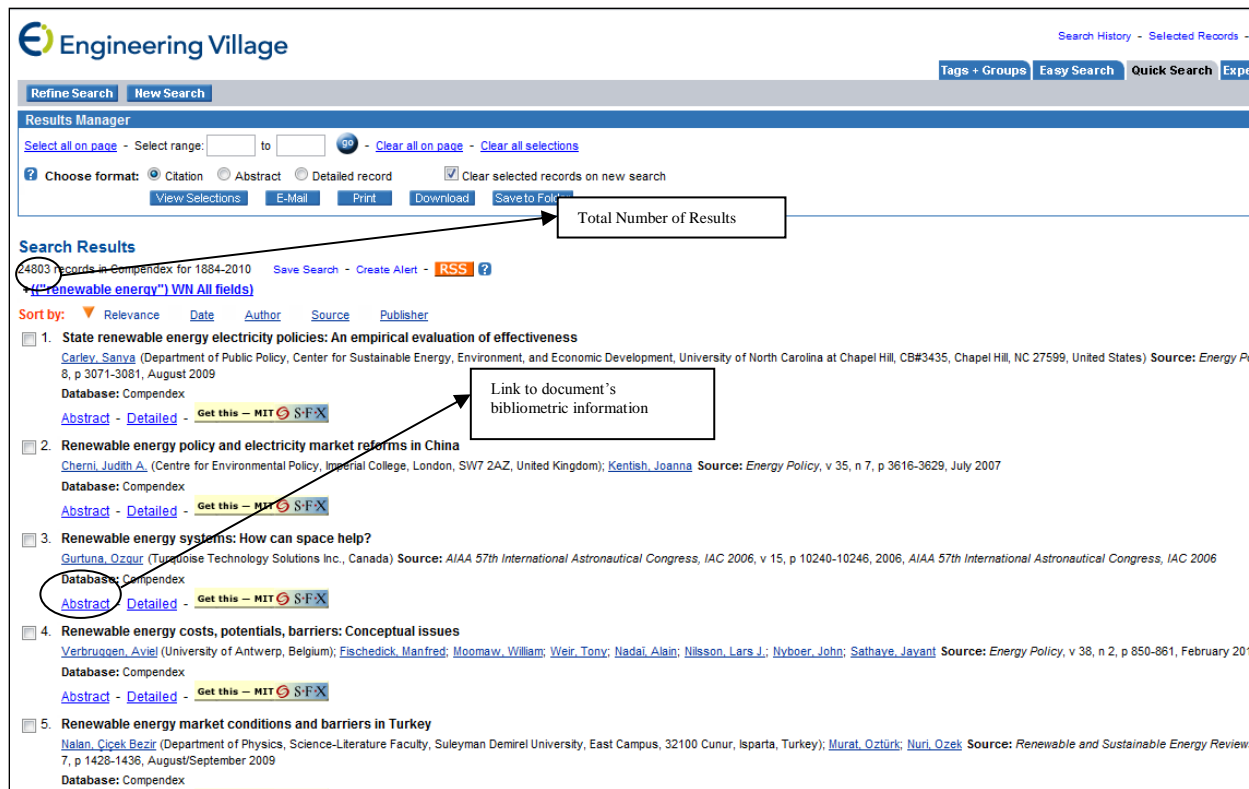 Engineering Village
Search History - Selected Records -
Tags + Groups Easy Search Quick Search Expe
Refine Search New Search
Results Manager
Select all on page - Select range: to go - Clear all on page - Clear all selections
? Choose format: Citation Abstract Detailed record Clear selected records on new search
View Selections E-Mail Print Download Save to Folder
Total Number of Results
Search Results
24803 records in Compendex for 1884-2010 Save Search - Create Alert - RSS ?
+(("renewable energy") WN All fields)
Sort by: Relevance Date Author Source Publisher
1. State renewable energy electricity policies: An empirical evaluation of effectiveness
Carley, Sanya (Department of Public Policy, Center for Sustainable Energy, Environment, and Economic Development, University of North Carolina at Chapel Hill, CB#3435, Chapel Hill, NC 27599, United States) Source: Energy Po
8, p 3071-3081, August 2009
Database: Compendex
Abstract - Detailed - Get this – MIT S·F·X
Link to document's
bibliometric information
2. Renewable energy policy and electricity market reforms in China
Cherni, Judith A. (Centre for Environmental Policy, Imperial College, London, SW7 2AZ, United Kingdom); Kentish, Joanna Source: Energy Policy, v 35, n 7, p 3616-3629, July 2007
Database: Compendex
Abstract - Detailed - Get this – MIT S·F·X
3. Renewable energy systems: How can space help?
Gurtuna, Ozgur (Turquoise Technology Solutions Inc., Canada) Source: AIAA 57th International Astronautical Congress, IAC 2006, v 15, p 10240-10246, 2006, AIAA 57th International Astronautical Congress, IAC 2006
Database: Compendex
Abstract - Detailed - Get this – MIT S·F·X
4. Renewable energy costs, potentials, barriers: Conceptual issues
Verbruggen, Aviel (University of Antwerp, Belgium); Fischedick, Manfred; Moomaw, William; Weir, Tony; Nadaï, Alain; Nilsson, Lars J.; Nyboer, John; Sathaye, Jayant Source: Energy Policy, v 38, n 2, p 850-861, February 201
Database: Compendex
Abstract - Detailed - Get this – MIT S·F·X
5. Renewable energy market conditions and barriers in Turkey
Nalan, Çiçek Bezir (Department of Physics, Science-Literature Faculty, Suleyman Demirel University, East Campus, 32100 Cunur, Isparta, Turkey); Murat, Oztürk; Nuri, Ozek Source: Renewable and Sustainable Energy Review
7, p 1428-1436, August/September 2009
Database: Compendex